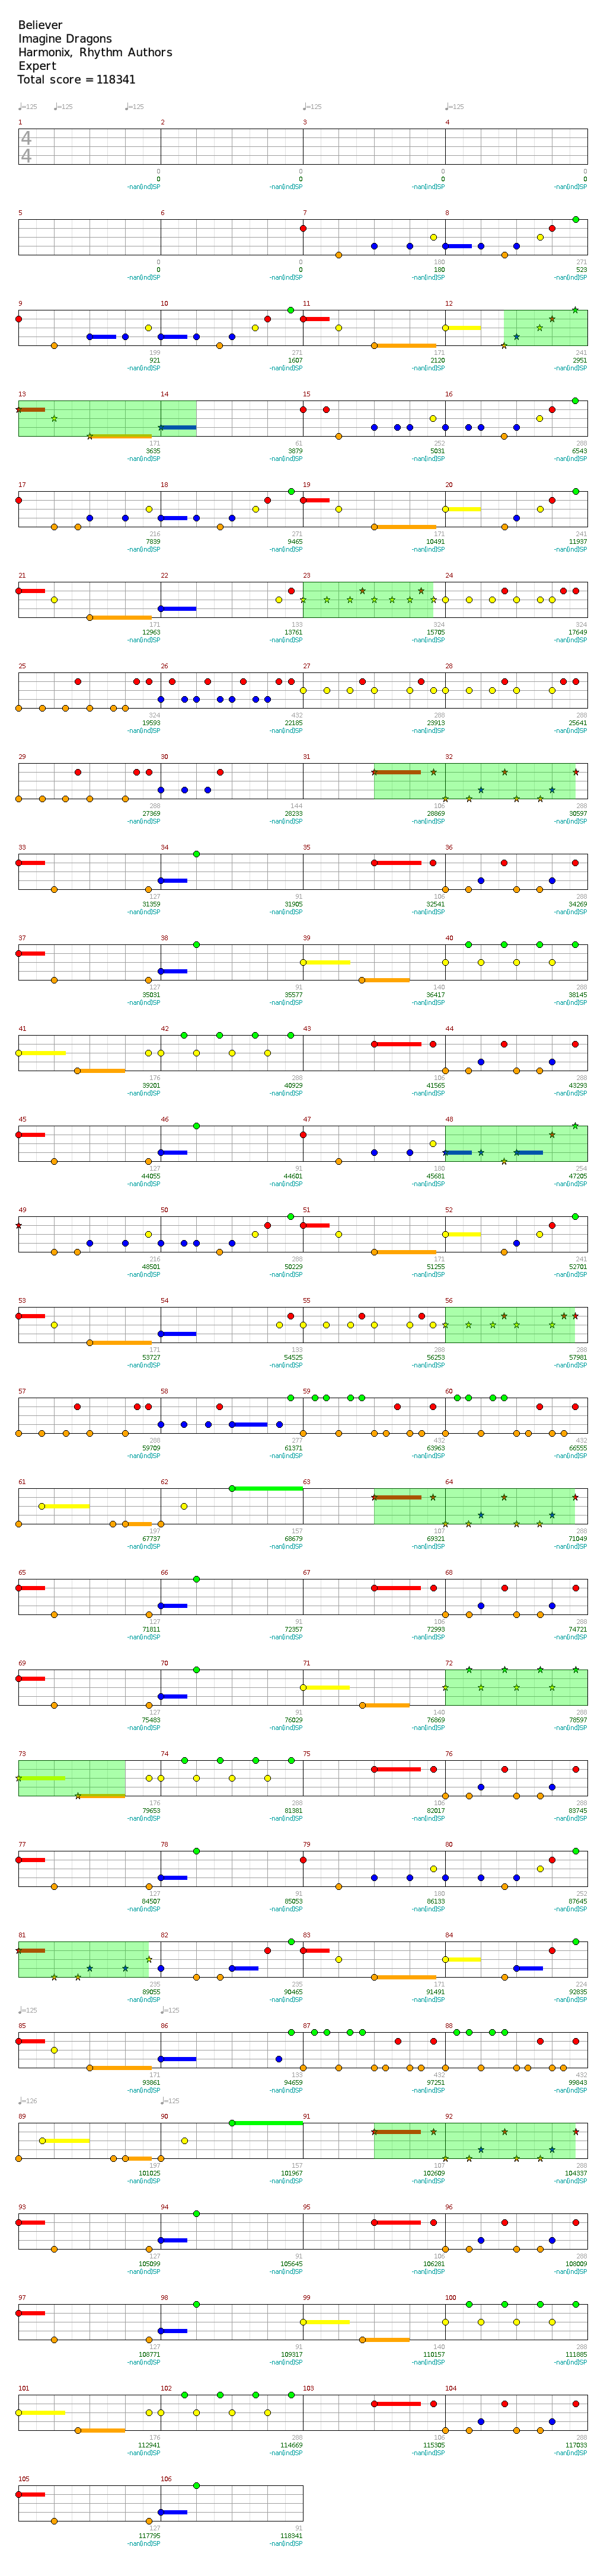 Believer
Imagine Dragons
Harmonix, Rhythm Authors
Expert
Total score = 118341
♩=125 ♩=125 ♩=125 ♩=125 ♩=125
1 2 3 4
4
4
0 0 0 0
0 0 0 0
-nan(ind)SP -nan(ind)SP -nan(ind)SP -nan(ind)SP
5 6 7 8
0 0 180 271
0 0 180 523
-nan(ind)SP -nan(ind)SP -nan(ind)SP -nan(ind)SP
9 10 11 12
199 271 171 241
921 1607 2120 2951
-nan(ind)SP -nan(ind)SP -nan(ind)SP -nan(ind)SP
13 14 15 16
171 61 252 288
3635 3879 5031 6543
-nan(ind)SP -nan(ind)SP -nan(ind)SP -nan(ind)SP
17 18 19 20
216 271 171 241
7839 9465 10491 11937
-nan(ind)SP -nan(ind)SP -nan(ind)SP -nan(ind)SP
21 22 23 24
171 133 324 324
12963 13761 15705 17649
-nan(ind)SP -nan(ind)SP -nan(ind)SP -nan(ind)SP
25 26 27 28
324 432 288 288
19593 22185 23913 25641
-nan(ind)SP -nan(ind)SP -nan(ind)SP -nan(ind)SP
29 30 31 32
288 144 106 288
27369 28233 28869 30597
-nan(ind)SP -nan(ind)SP -nan(ind)SP -nan(ind)SP
33 34 35 36
127 91 106 288
31359 31905 32541 34269
-nan(ind)SP -nan(ind)SP -nan(ind)SP -nan(ind)SP
37 38 39 40
127 91 140 288
35031 35577 36417 38145
-nan(ind)SP -nan(ind)SP -nan(ind)SP -nan(ind)SP
41 42 43 44
176 288 106 288
39201 40929 41565 43293
-nan(ind)SP -nan(ind)SP -nan(ind)SP -nan(ind)SP
45 46 47 48
127 91 180 254
44055 44601 45681 47205
-nan(ind)SP -nan(ind)SP -nan(ind)SP -nan(ind)SP
49 50 51 52
216 288 171 241
48501 50229 51255 52701
-nan(ind)SP -nan(ind)SP -nan(ind)SP -nan(ind)SP
53 54 55 56
171 133 288 288
53727 54525 56253 57981
-nan(ind)SP -nan(ind)SP -nan(ind)SP -nan(ind)SP
57 58 59 60
288 277 432 432
59709 61371 63963 66555
-nan(ind)SP -nan(ind)SP -nan(ind)SP -nan(ind)SP
61 62 63 64
197 157 107 288
67737 68679 69321 71049
-nan(ind)SP -nan(ind)SP -nan(ind)SP -nan(ind)SP
65 66 67 68
127 91 106 288
71811 72357 72993 74721
-nan(ind)SP -nan(ind)SP -nan(ind)SP -nan(ind)SP
69 70 71 72
127 91 140 288
75483 76029 76869 78597
-nan(ind)SP -nan(ind)SP -nan(ind)SP -nan(ind)SP
73 74 75 76
176 288 106 288
79653 81381 82017 83745
-nan(ind)SP -nan(ind)SP -nan(ind)SP -nan(ind)SP
77 78 79 80
127 91 180 252
84507 85053 86133 87645
-nan(ind)SP -nan(ind)SP -nan(ind)SP -nan(ind)SP
81 82 83 84
235 235 171 224
89055 90465 91491 92835
-nan(ind)SP -nan(ind)SP -nan(ind)SP -nan(ind)SP
♩=125 ♩=125
85 86 87 88
171 133 432 432
93861 94659 97251 99843
-nan(ind)SP -nan(ind)SP -nan(ind)SP -nan(ind)SP
♩=126 ♩=125
89 90 91 92
197 157 107 288
101025 101967 102609 104337
-nan(ind)SP -nan(ind)SP -nan(ind)SP -nan(ind)SP
93 94 95 96
127 91 106 288
105099 105645 106281 108009
-nan(ind)SP -nan(ind)SP -nan(ind)SP -nan(ind)SP
97 98 99 100
127 91 140 288
108771 109317 110157 111885
-nan(ind)SP -nan(ind)SP -nan(ind)SP -nan(ind)SP
101 102 103 104
176 288 106 288
112941 114669 115305 117033
-nan(ind)SP -nan(ind)SP -nan(ind)SP -nan(ind)SP
105 106
127 91
117795 118341
-nan(ind)SP -nan(ind)SP